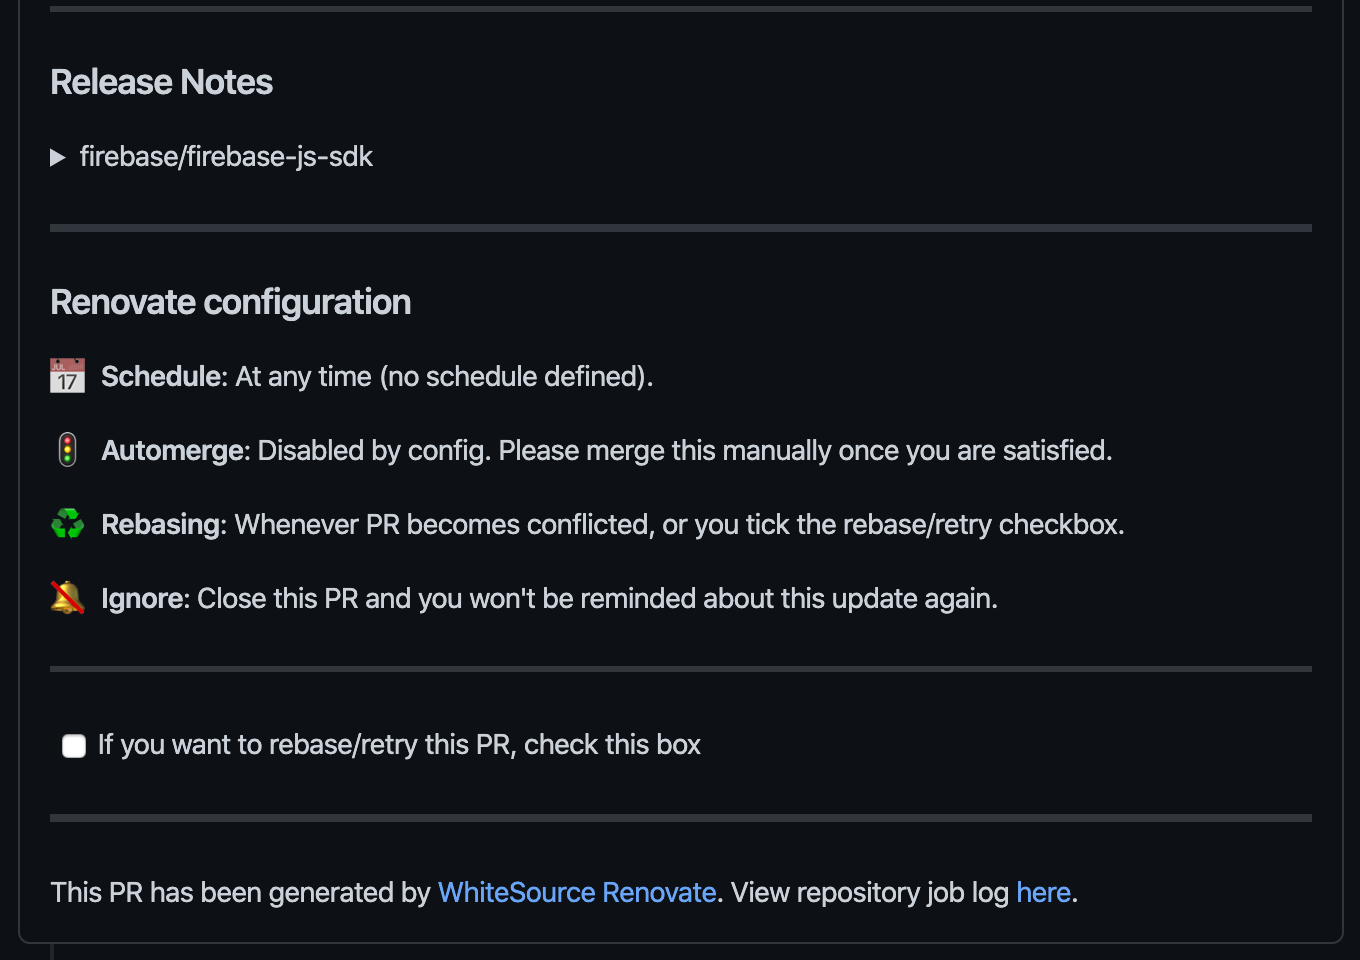 Release Notes
firebase/firebase-js-sdk
Renovate configuration
JUL
17
Schedule: At any time (no schedule defined).
Automerge: Disabled by config. Please merge this manually once you are satisfied.
Rebasing: Whenever PR becomes conflicted, or you tick the rebase/retry checkbox.
Ignore: Close this PR and you won't be reminded about this update again.
If you want to rebase/retry this PR, check this box
This PR has been generated by WhiteSource Renovate. View repository job log here.